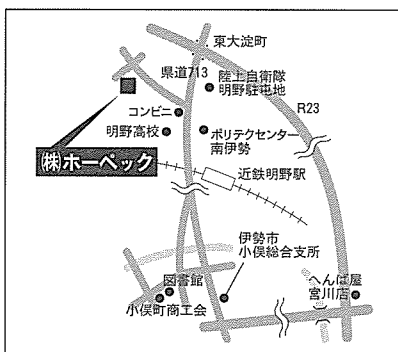 東大淀町
県道713
陸上自衛隊
明野駐屯地
R23
コンビニ
明野高校
ポリテクセンター
南伊勢
㈱ホーペック
近鉄明野駅
伊勢市
小俣総合支所
図書館
小俣町商工会
へんば屋
宮川店